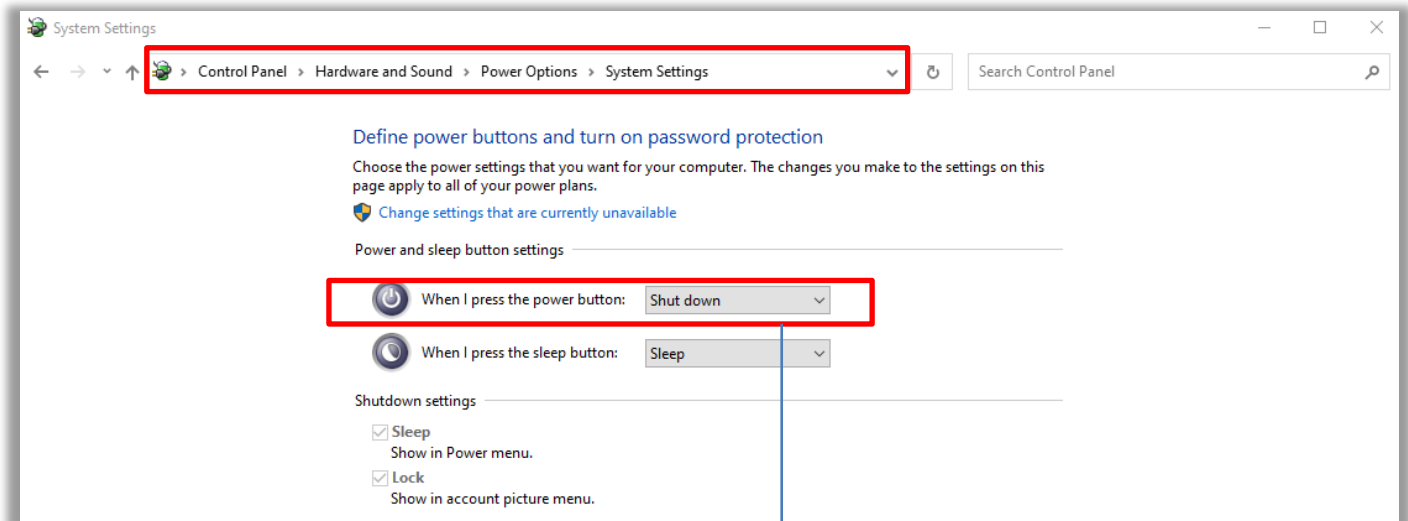 System Settings
Control Panel > Hardware and Sound > Power Options > System Settings
Search Control Panel
Define power buttons and turn on password protection
Choose the power settings that you want for your computer. The changes you make to the settings on this
page apply to all of your power plans.
Change settings that are currently unavailable
Power and sleep button settings
When I press the power button: Shut down
When I press the sleep button: Sleep
Shutdown settings
Sleep
Show in Power menu.
Lock
Show in account picture menu.